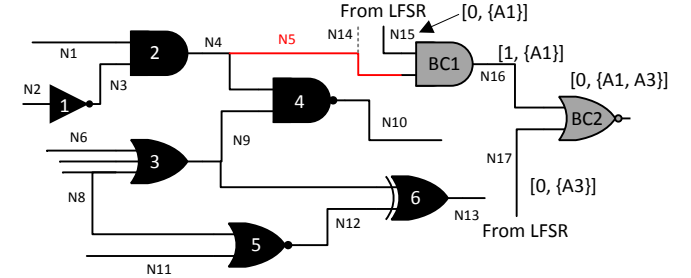 From LFSR
[0, {A1}]
N1
2
N4
N5
N14
N15
BC1
[1, {A1}]
N16
[0, {A1, A3}]
N2
1
N3
4
BC2
N10
N6
3
N9
N17
[0, {A3}]
N8
6
N13
From LFSR
5
N12
N11